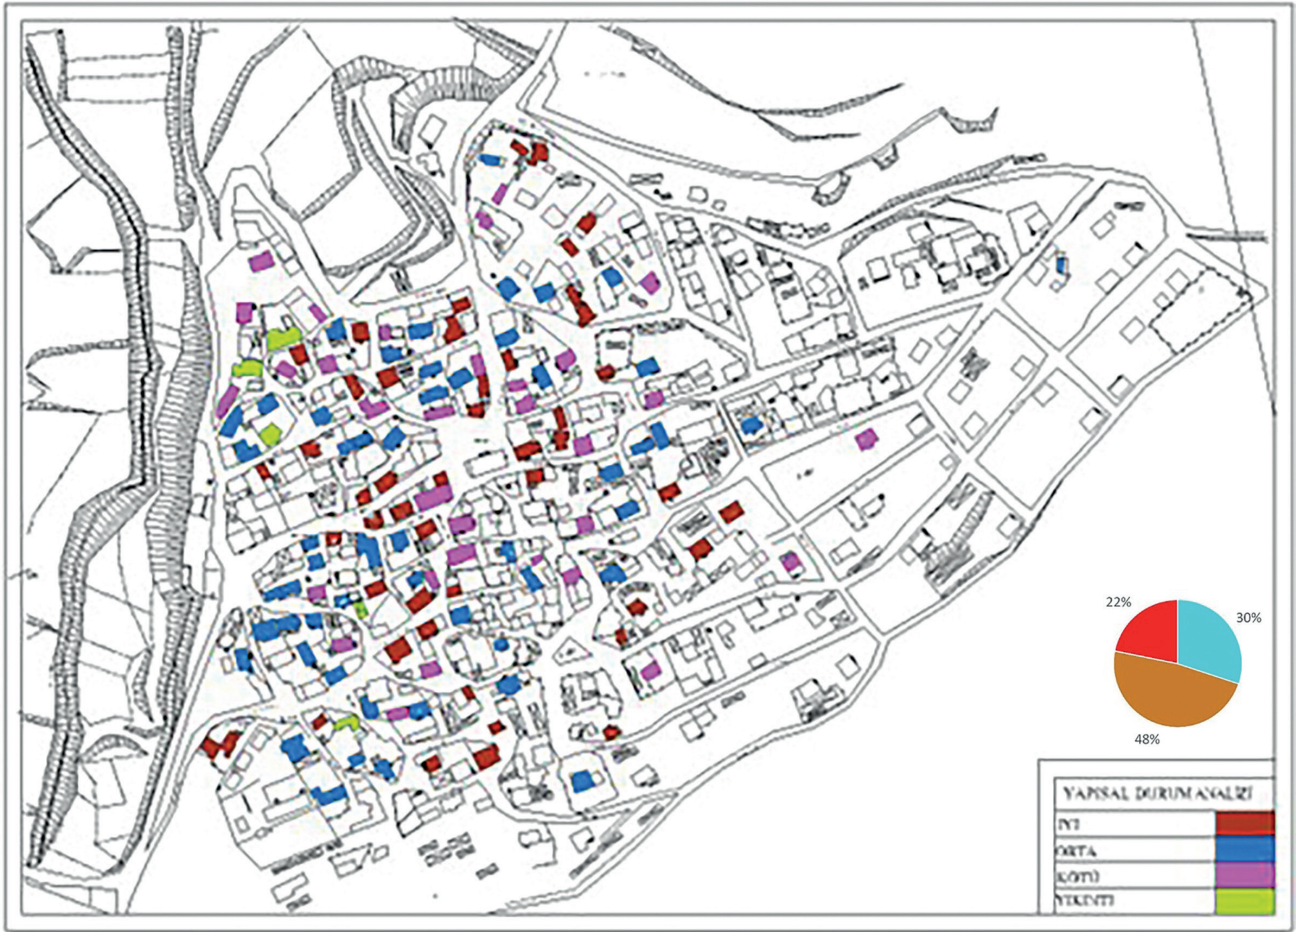 22%
30%
48%
YAPISAL DURUM ANALİZİ
İYİ
ORTA
KÖTÜ
YIKINTI